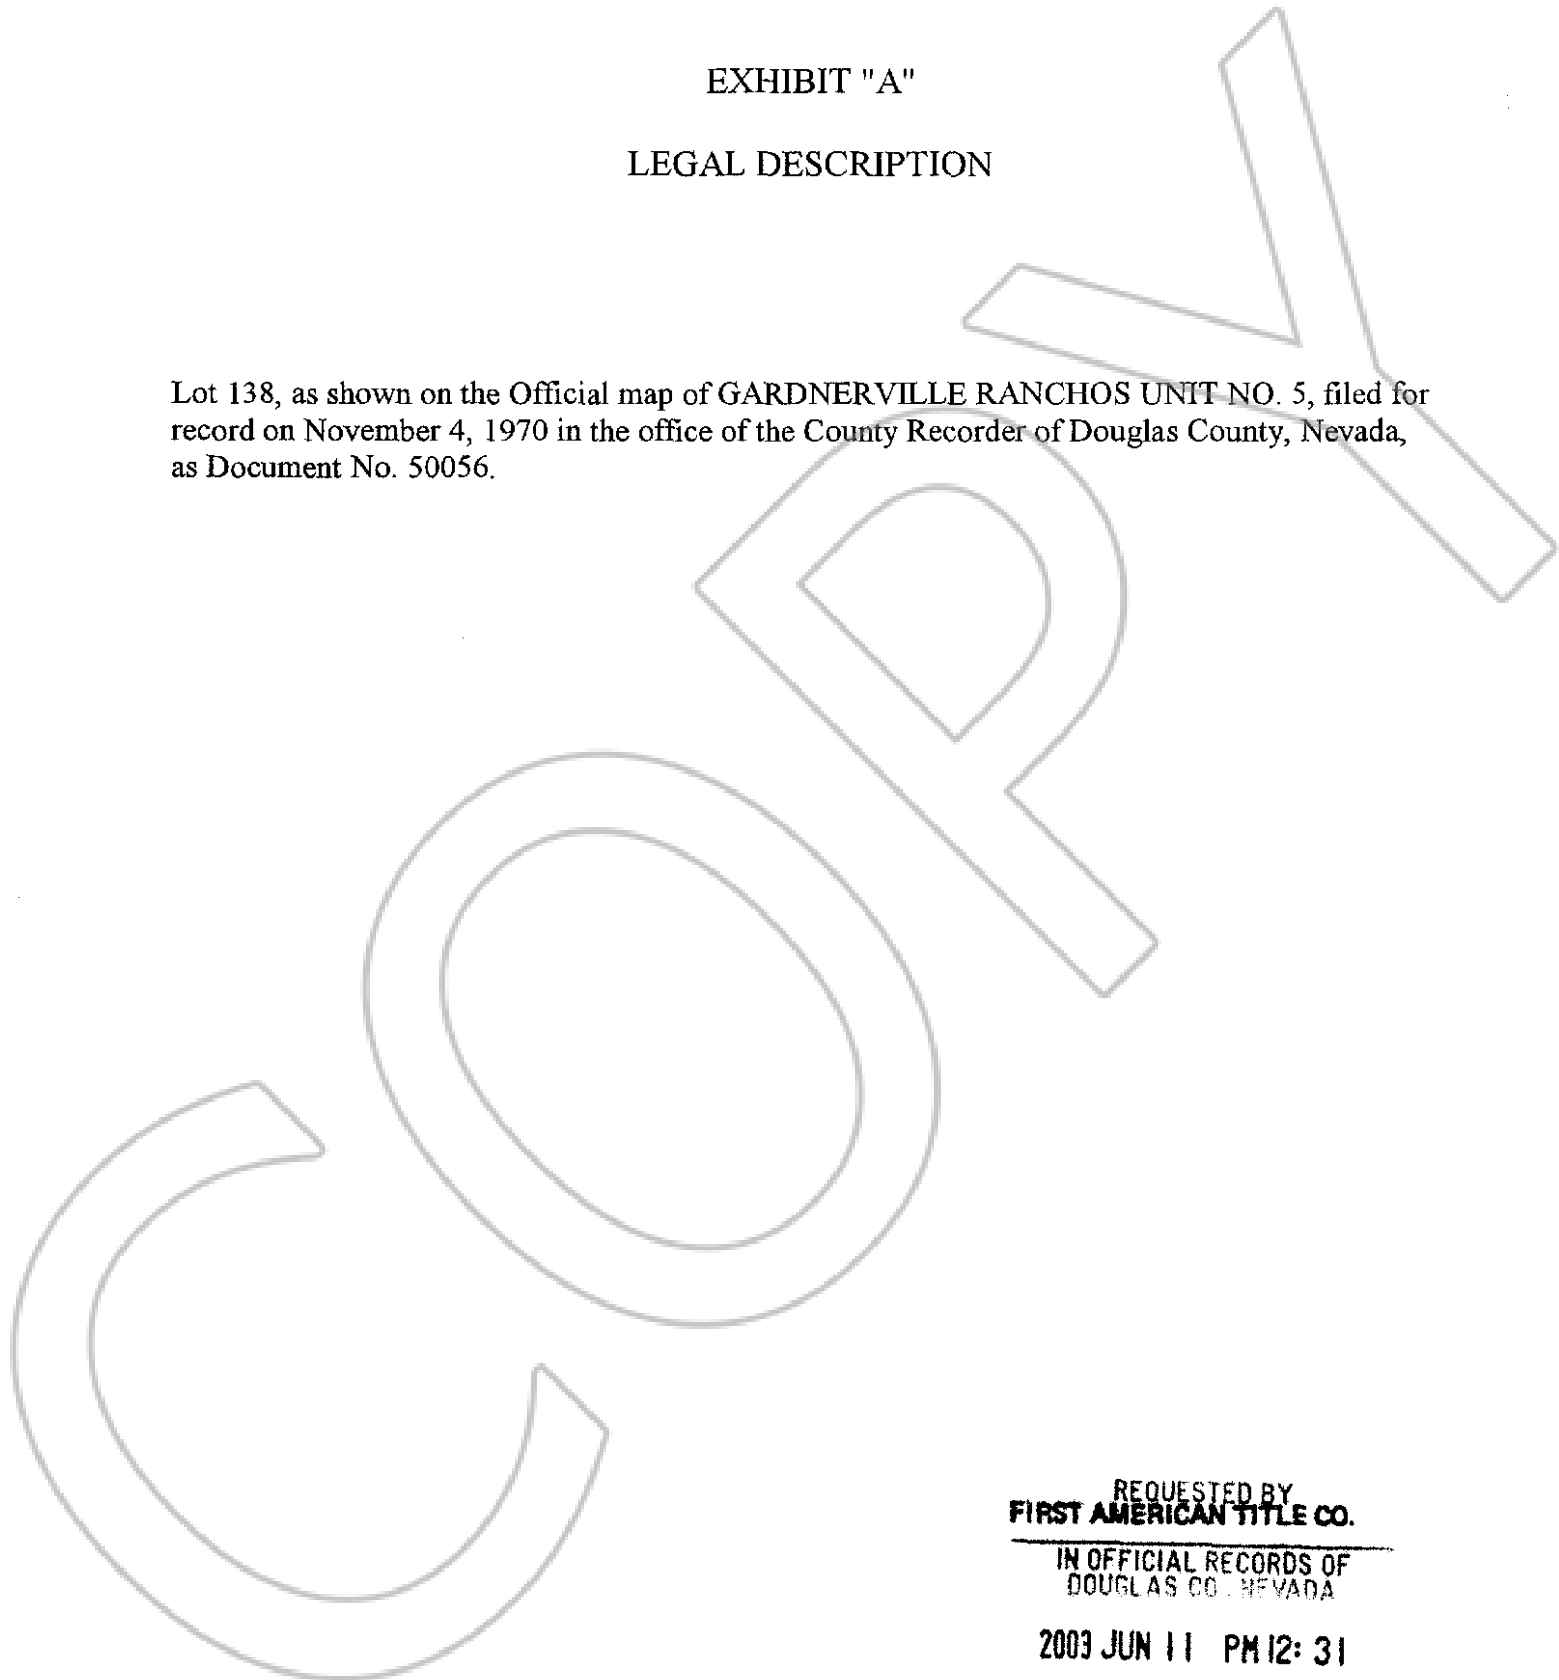 EXHIBIT "A"
LEGAL DESCRIPTION
Lot 138, as shown on the Official map of GARDNERVILLE RANCHOS UNIT NO. 5, filed for
record on November 4, 1970 in the office of the County Recorder of Douglas County, Nevada,
as Document No. 50056.
COPY
REQUESTED BY
FIRST AMERICAN TITLE CO.
IN OFFICIAL RECORDS OF
DOUGLAS CO. NEVADA
2003 JUN 11 PM 12: 31